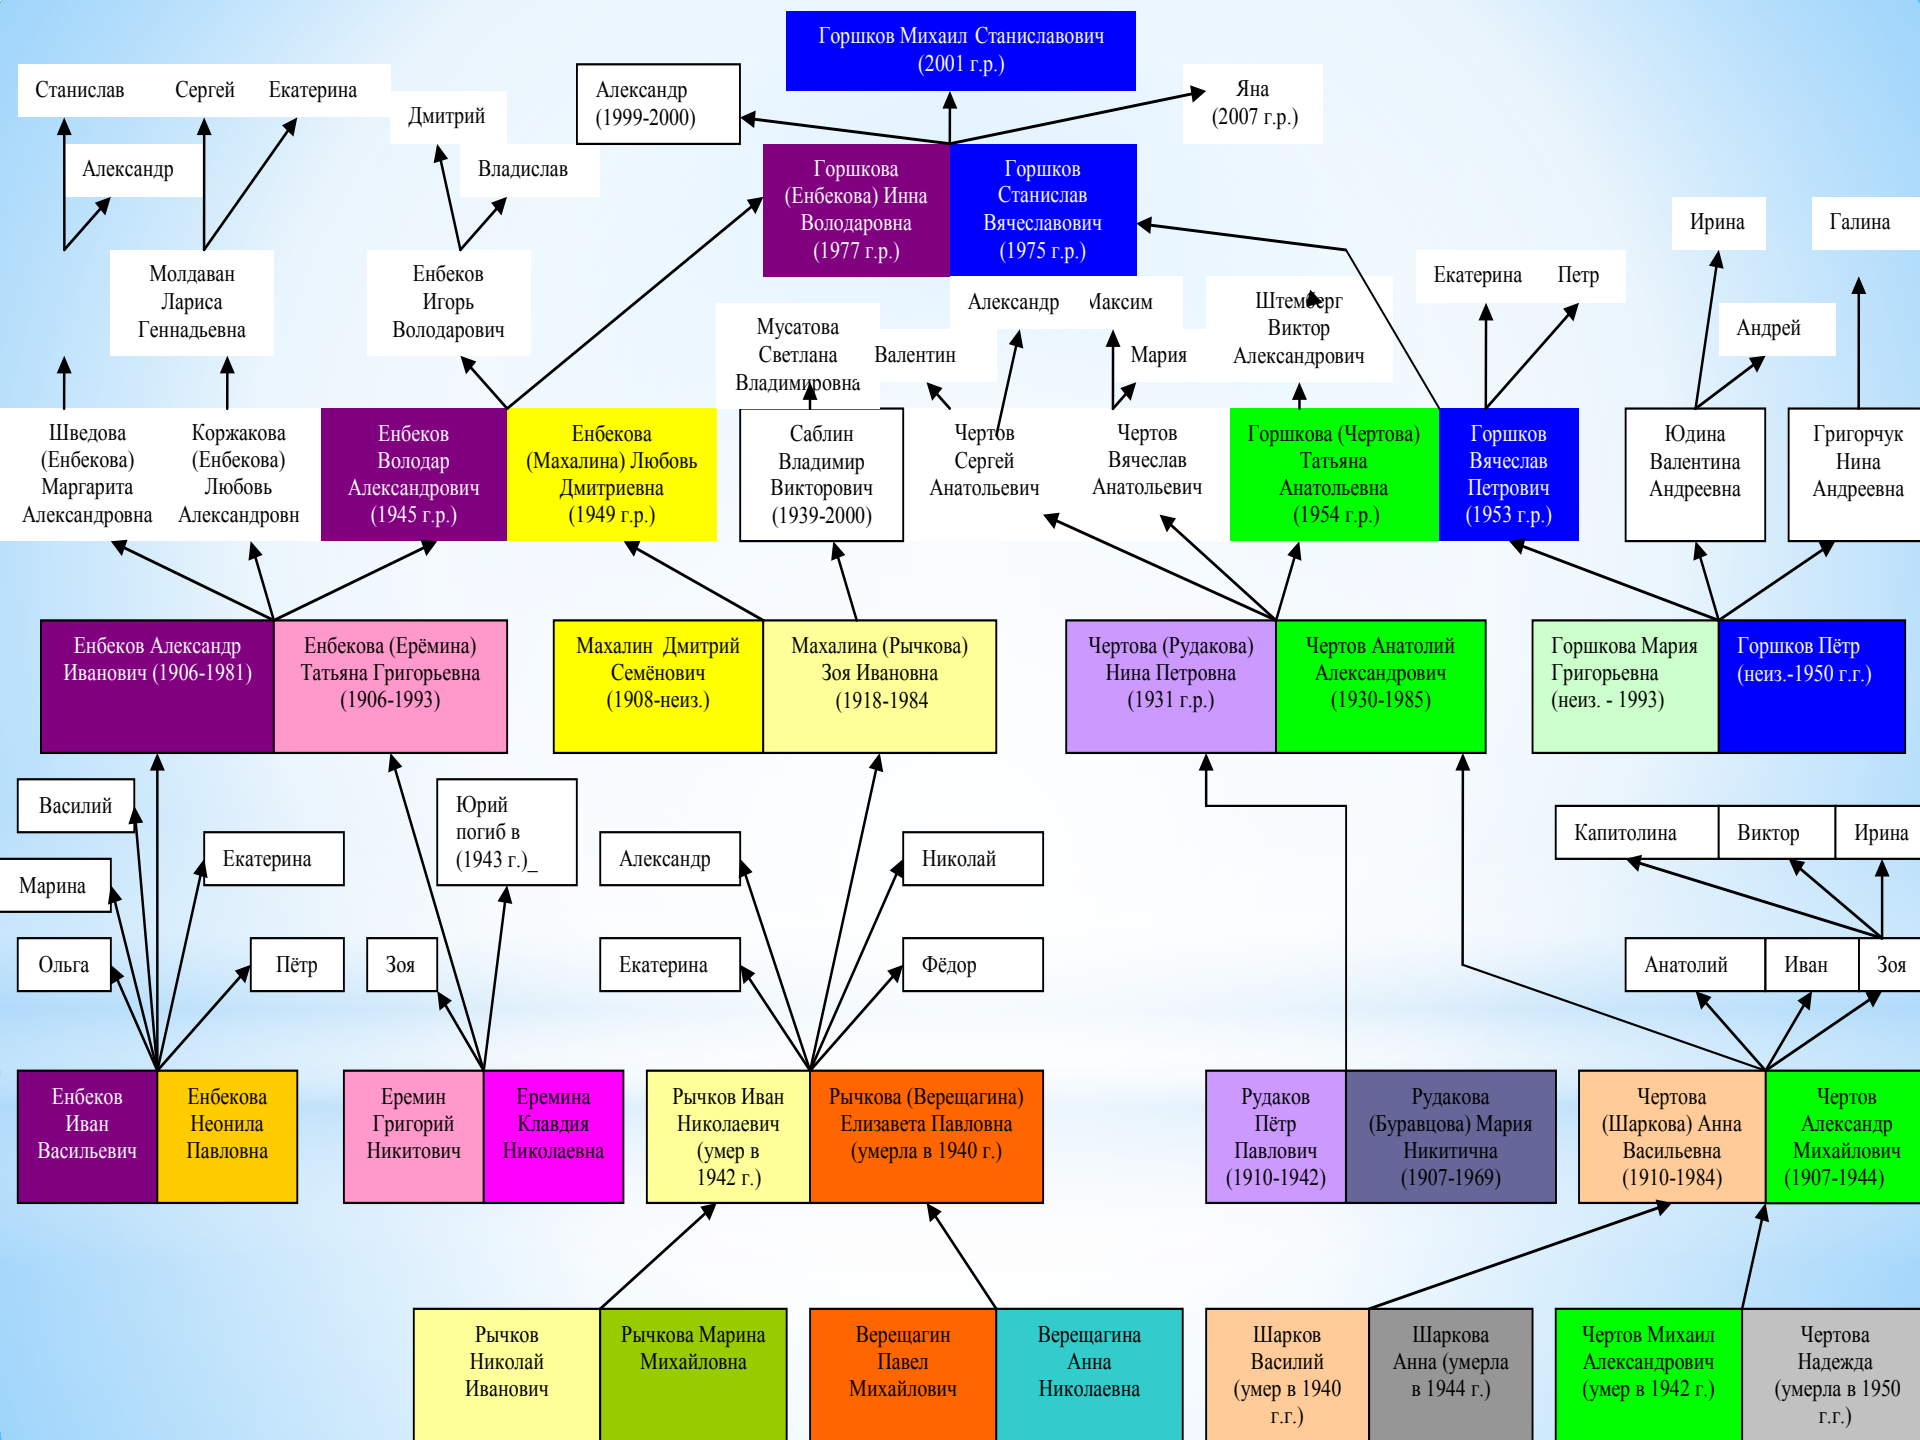 Горшков Михаил Станиславович
(2001 г.р.)
Станислав
Сергей
Екатерина
Александр
(1999-2000)
Яна
(2007 г.р.)
Дмитрий
Александр
Владислав
Горшкова
(Енбекова) Инна
Володаровна
(1977 г.р.)
Горшков
Станислав
Вячеславович
(1975 г.р.)
Ирина
Галина
Молдаван
Лариса
Геннадьевна
Енбеков
Игорь
Володарович
Мусатова
Светлана
Владимировна
Валентин
Александр
Максим
Мария
Штемберг
Виктор
Александрович
Екатерина
Петр
Андрей
Шведова
(Енбекова)
Маргарита
Александровна
Коржакова
(Енбекова)
Любовь
Александровн
Енбеков
Володар
Александрович
(1945 г.р.)
Енбекова
(Махалина) Любовь
Дмитриевна
(1949 г.р.)
Саблин
Владимир
Викторович
(1939-2000)
Чертов
Сергей
Анатольевич
Чертов
Вячеслав
Анатольевич
Горшкова (Чертова)
Татьяна
Анатольевна
(1954 г.р.)
Горшков
Вячеслав
Петрович
(1953 г.р.)
Юдина
Валентина
Андреевна
Григорчук
Нина
Андреевна
Енбеков Александр
Иванович (1906-1981)
Енбекова (Ерёмина)
Татьяна Григорьевна
(1906-1993)
Махалин Дмитрий
Семёнович
(1908-неиз.)
Махалина (Рычкова)
Зоя Ивановна
(1918-1984
Чертова (Рудакова)
Нина Петровна
(1931 г.р.)
Чертов Анатолий
Александрович
(1930-1985)
Горшкова Мария
Григорьевна
(неиз. - 1993)
Горшков Пётр
(неиз.-1950 г.г.)
Василий
Юрий
погиб в
(1943 г.)_
Капитолина
Виктор
Ирина
Марина
Екатерина
Александр
Николай
Ольга
Пётр
Зоя
Екатерина
Фёдор
Анатолий
Иван
Зоя
Енбеков
Иван
Васильевич
Енбекова
Неонила
Павловна
Еремин
Григорий
Никитович
Еремина
Клавдия
Николаевна
Рычков Иван
Николаевич
(умер в
1942 г.)
Рычкова (Верещагина)
Елизавета Павловна
(умерла в 1940 г.)
Рудаков
Пётр
Павлович
(1910-1942)
Рудакова
(Буравцова) Мария
Никитична
(1907-1969)
Чертова
(Шаркова) Анна
Васильевна
(1910-1984)
Чертов
Александр
Михайлович
(1907-1944)
Рычков
Николай
Иванович
Рычкова Марина
Михайловна
Верещагин
Павел
Михайлович
Верещагина
Анна
Николаевна
Шарков
Василий
(умер в 1940
г.г.)
Шаркова
Анна (умерла
в 1944 г.)
Чертов Михаил
Александрович
(умер в 1942 г.)
Чертова
Надежда
(умерла в 1950
г.г.)